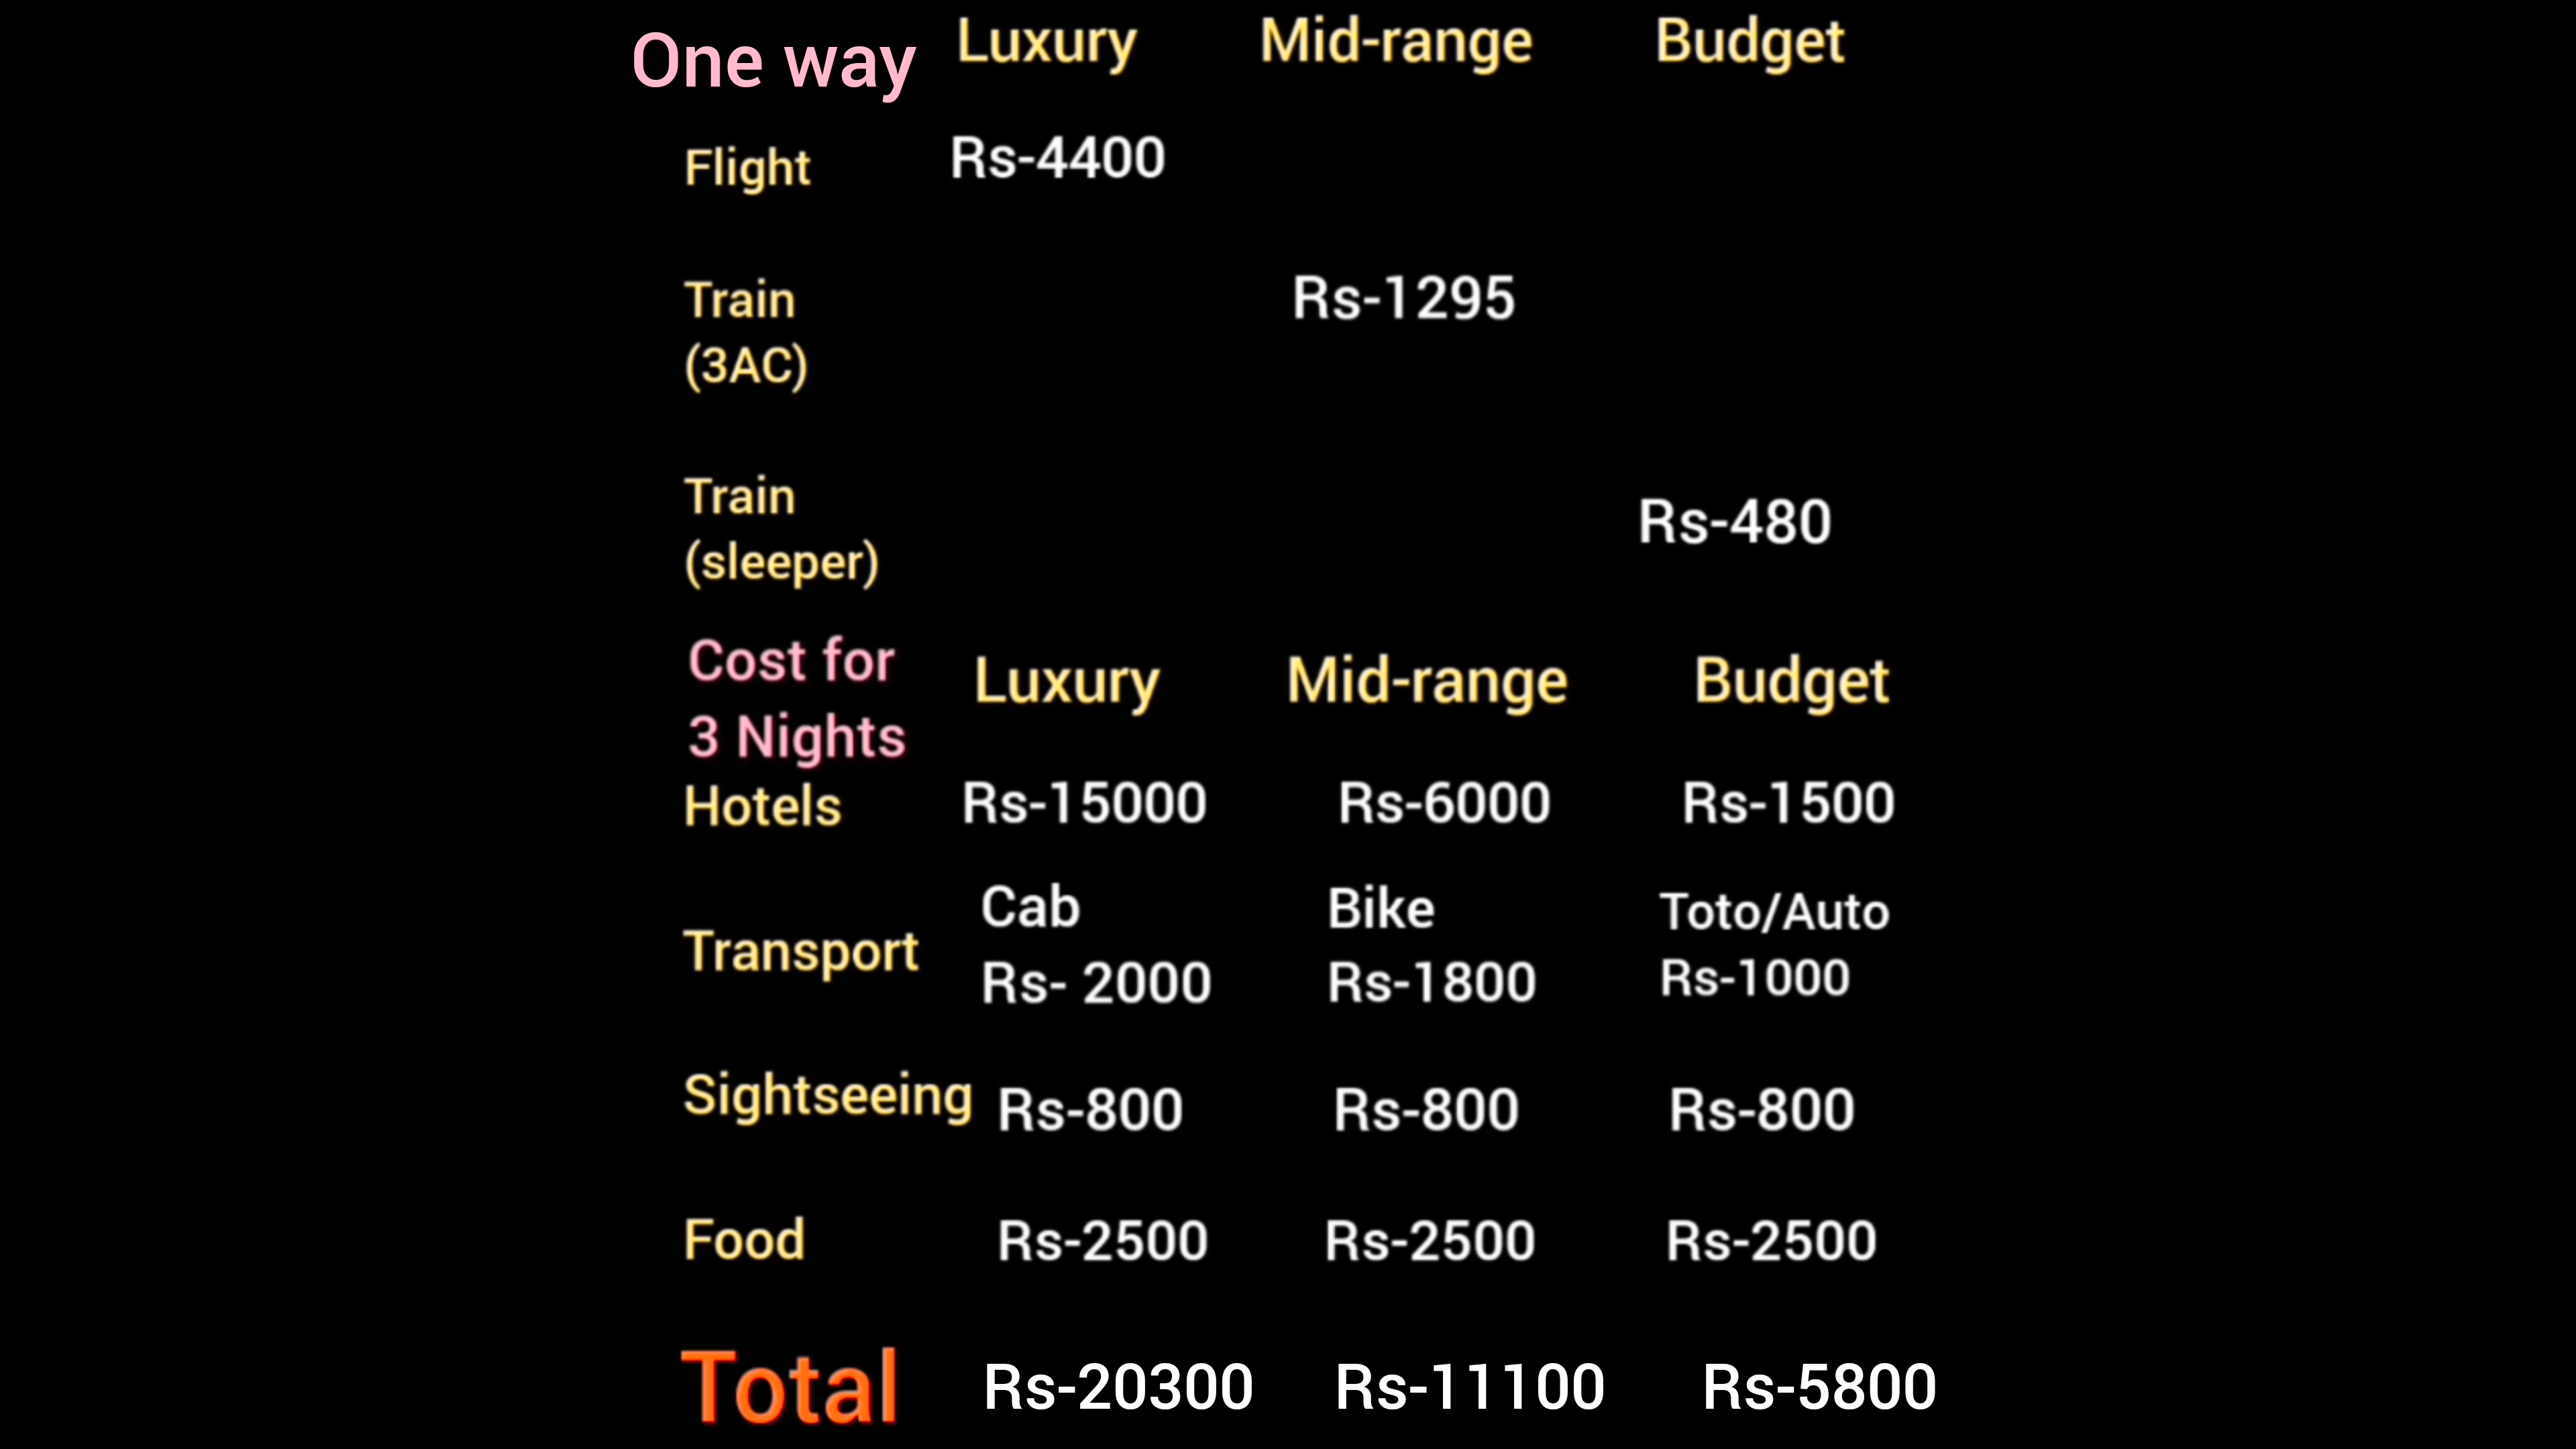 One way Luxury Mid-range Budget
Flight Rs-4400
Train Rs-1295
(3AC)
Train Rs-480
(sleeper)
Cost for
3 Nights Luxury Mid-range Budget
Hotels Rs-15000 Rs-6000 Rs-1500
Cab Bike Toto/Auto
Transport
Rs- 2000 Rs-1800 Rs-1000
Sightseeing Rs-800 Rs-800 Rs-800
Food Rs-2500 Rs-2500 Rs-2500
Total Rs-20300 Rs-11100 Rs-5800